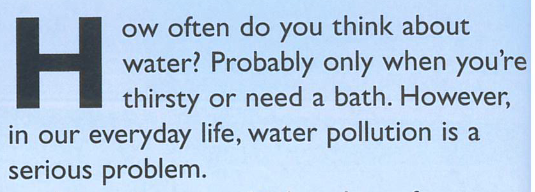 How often do you think about
water? Probably only when you're
thirsty or need a bath. However,
in our everyday life, water pollution is a
serious problem.